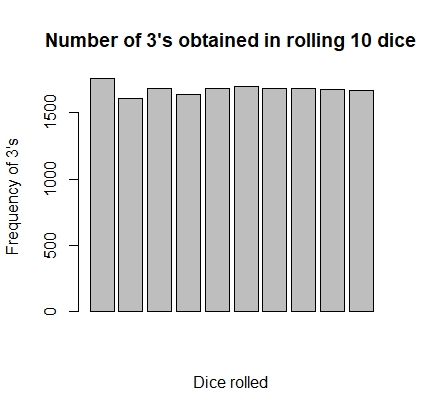 Number of 3's obtained in rolling 10 dice
Frequency of 3's
1500
1000
500
0
Dice rolled